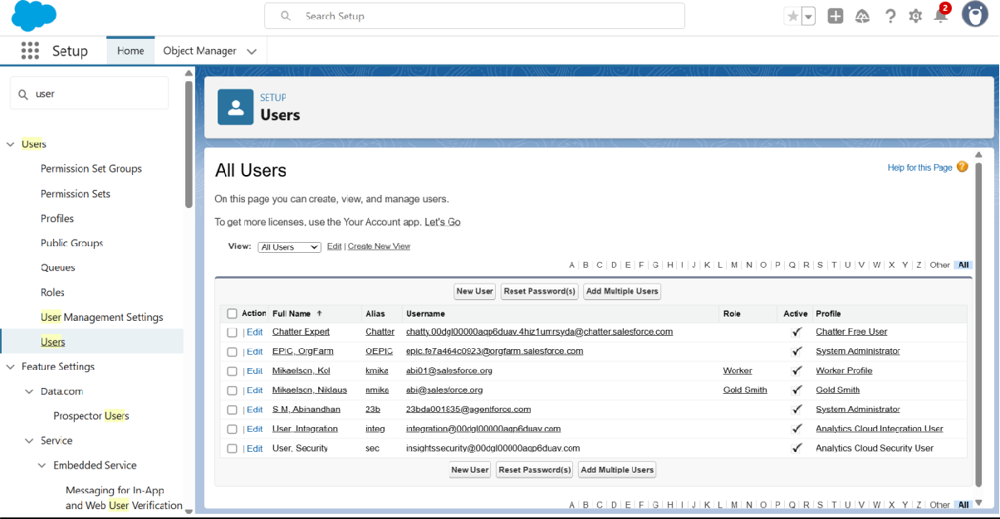 Search Setup
2
Setup
Home
Object Manager
user
Users
Permission Set Groups
Permission Sets
Profiles
Public Groups
Queues
Roles
User Management Settings
Users
Feature Settings
Data.com
Prospector Users
Service
Embedded Service
Messaging for In-App
and Web User Verification
SETUP
Users
All Users
Help for this Page ?
On this page you can create, view, and manage users.
To get more licenses, use the Your Account app. Let's Go
View: All Users Edit | Create New View
A | B | C | D | E | F | G | H | I | J | K | L | M | N | O | P | Q | R | S | T | U | V | W | X | Y | Z | Other All
New User Reset Password(s) Add Multiple Users
Action Full Name ↑ Alias Username Role Active Profile
| Edit Chatter Expert Chatter chatty.00dgl00000aqp6duav.4hiz1umrsyda@chatter.salesforce.com Chatter Free User
| Edit EPIC, OrgFarm OEPIC epic.fe7a464c0923@orgfarm.salesforce.com System Administrator
| Edit Mikaelson, Kol kmika abi01@salesforce.org Worker Worker Profile
| Edit Mikaelson, Niklaus nmika abi@salesforce.org Gold Smith Gold Smith
| Edit S M, Abinandhan 23b 23bda001835@agentforce.com System Administrator
| Edit User, Integration integ integration@00dgl00000aqp6duav.com Analytics Cloud Integration User
| Edit User, Security sec insightssecurity@00dgl00000aqp6duav.com Analytics Cloud Security User
New User Reset Password(s) Add Multiple Users
A | B | C | D | E | F | G | H | I | J | K | L | M | N | O | P | Q | R | S | T | U | V | W | X | Y | Z | Other All